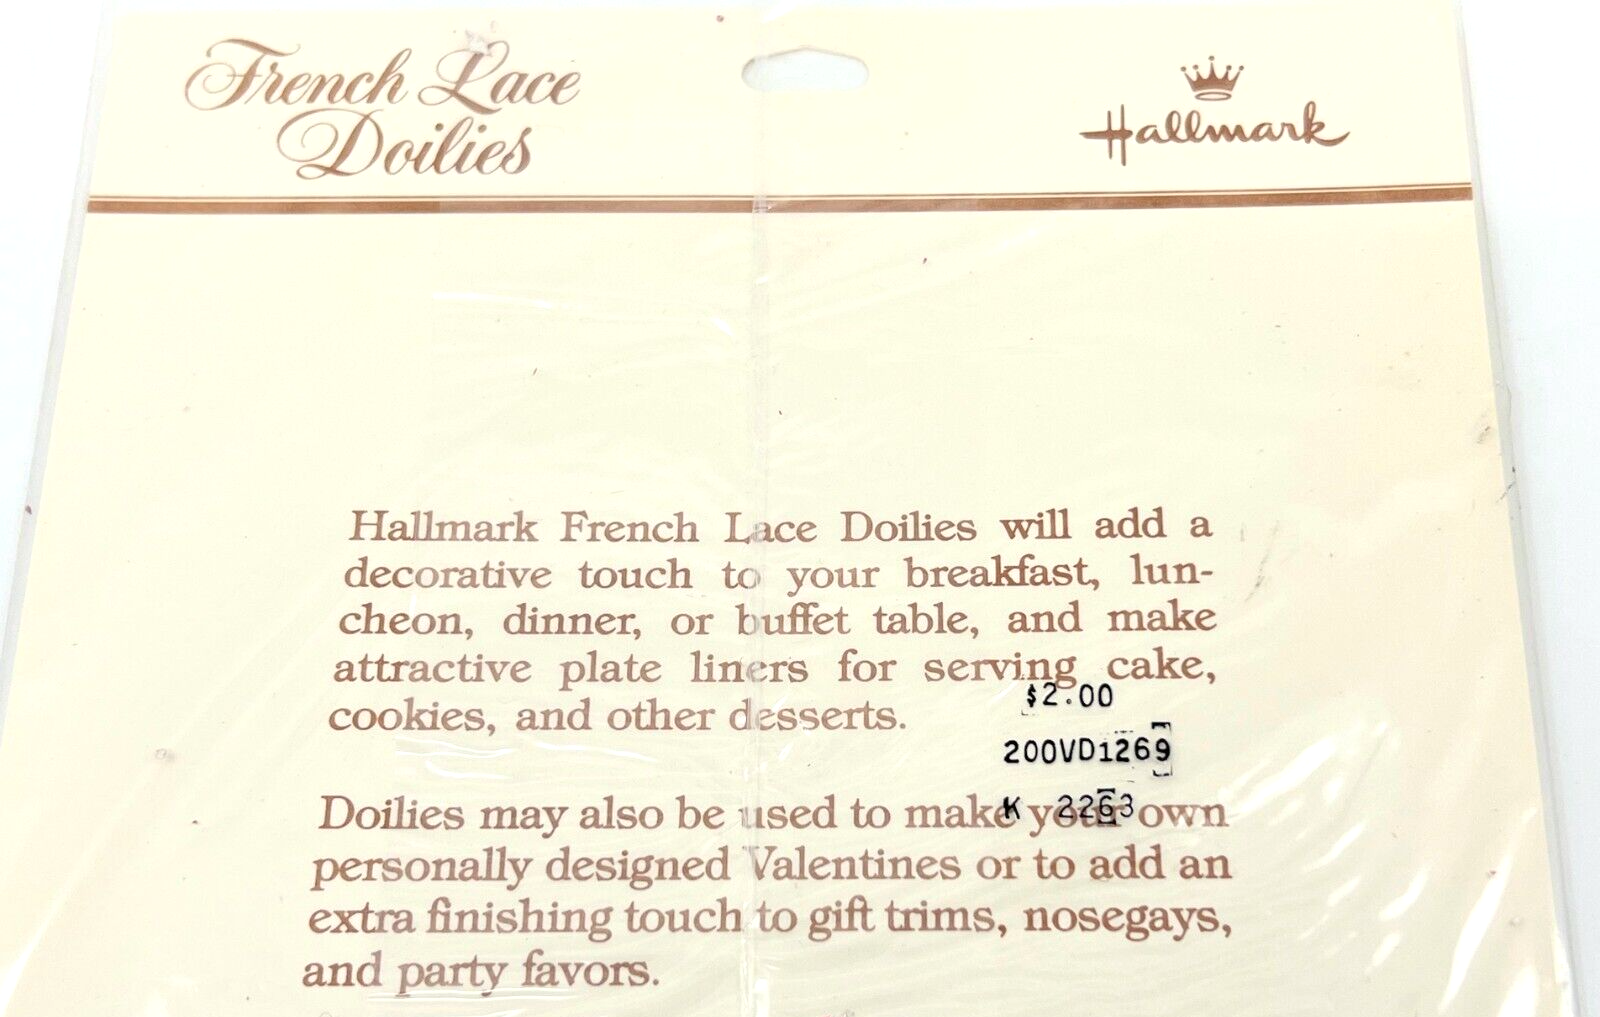 French Lace
Doilies
Hallmark
Hallmark French Lace Doilies will add a
decorative touch to your breakfast, lun-
cheon, dinner, or buffet table, and make
attractive plate liners for serving cake,
cookies, and other desserts.
$2.00
200VD1269
K 2263
Doilies may also be used to make your own
personally designed Valentines or to add an
extra finishing touch to gift trims, nosegays,
and party favors.